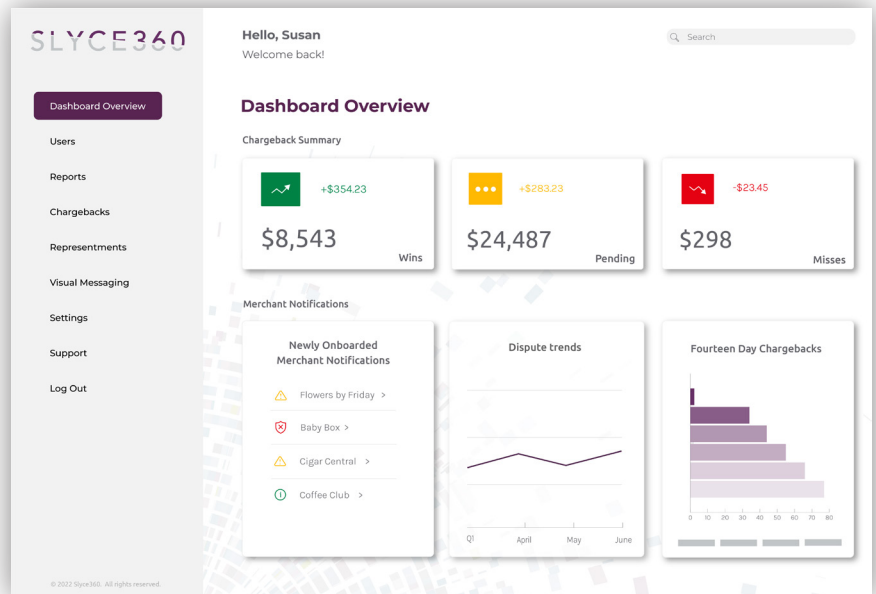 SLYCE360
Hello, Susan
Welcome back!
Search
Dashboard Overview
Users
Reports
Chargebacks
Representments
Visual Messaging
Settings
Support
Log Out
© 2022 Slyce360. All rights reserved.
Dashboard Overview
Chargeback Summary
+$354.23
$8,543
Wins
+$283.23
$24,487
Pending
-$23.45
$298
Misses
Merchant Notifications
Newly Onboarded
Merchant Notifications
Flowers by Friday >
Baby Box >
Cigar Central >
Coffee Club >
Dispute trends
Q1 April May June
Fourteen Day Chargebacks
0 10 20 30 40 50 60 70 80